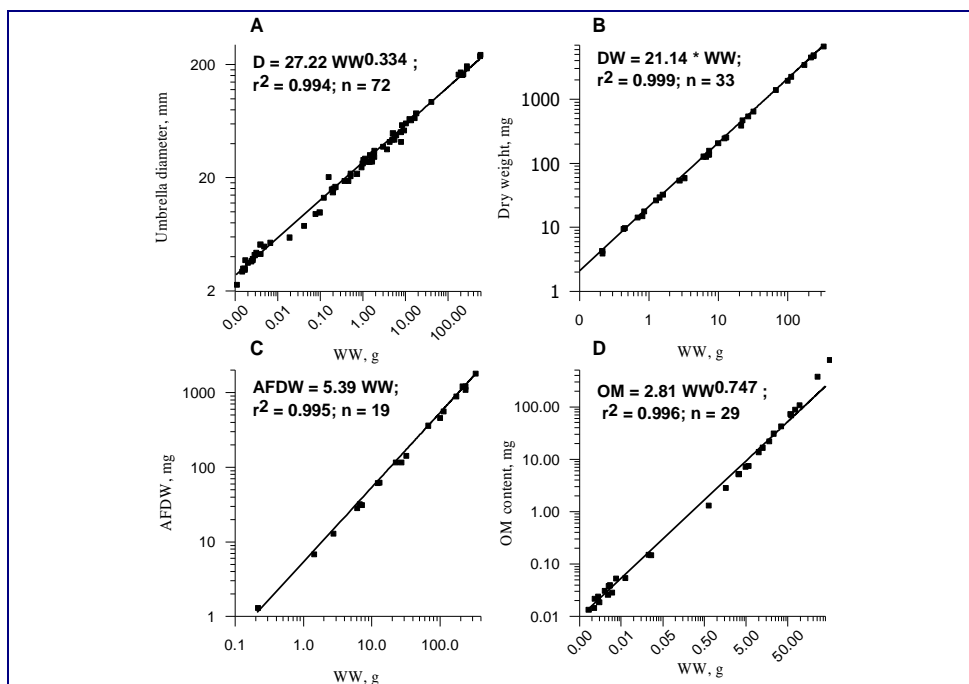 A
D = 27.22 WW0.334 ;
r2 = 0.994; n = 72
Umbrella diameter, mm
200
20
2
0.00 0.01 0.10 1.00 10.00 100.00
WW, g
B
DW = 21.14 * WW;
r2 = 0.999; n = 33
Dry weight, mg
1000
100
10
1
0 1 10 100
WW, g
C
AFDW = 5.39 WW;
r2 = 0.995; n = 19
AFDW, mg
1000
100
10
1
0.1 1.0 10.0 100.0
WW, g
D
OM = 2.81 WW0.747 ;
r2 = 0.996; n = 29
OM content, mg
100.00
10.00
1.00
0.10
0.01
0.00 0.01 0.05 0.50 5.00 50.00
WW, g